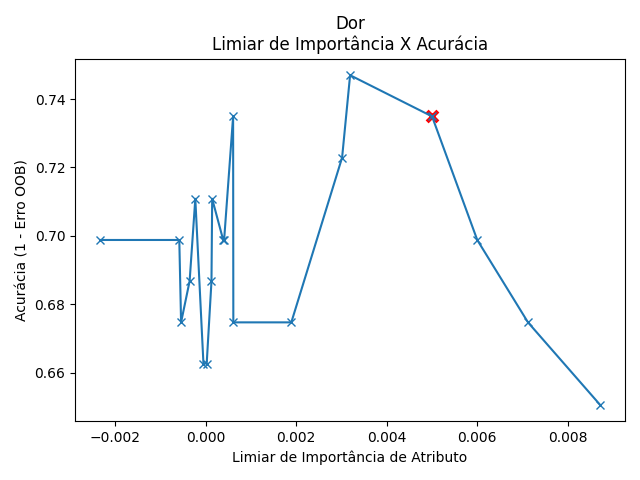 Dor
Limiar de Importância X Acurácia
Acurácia (1 - Erro OOB)
0.74
0.72
0.70
0.68
0.66
−0.002 0.000 0.002 0.004 0.006 0.008
Limiar de Importância de Atributo